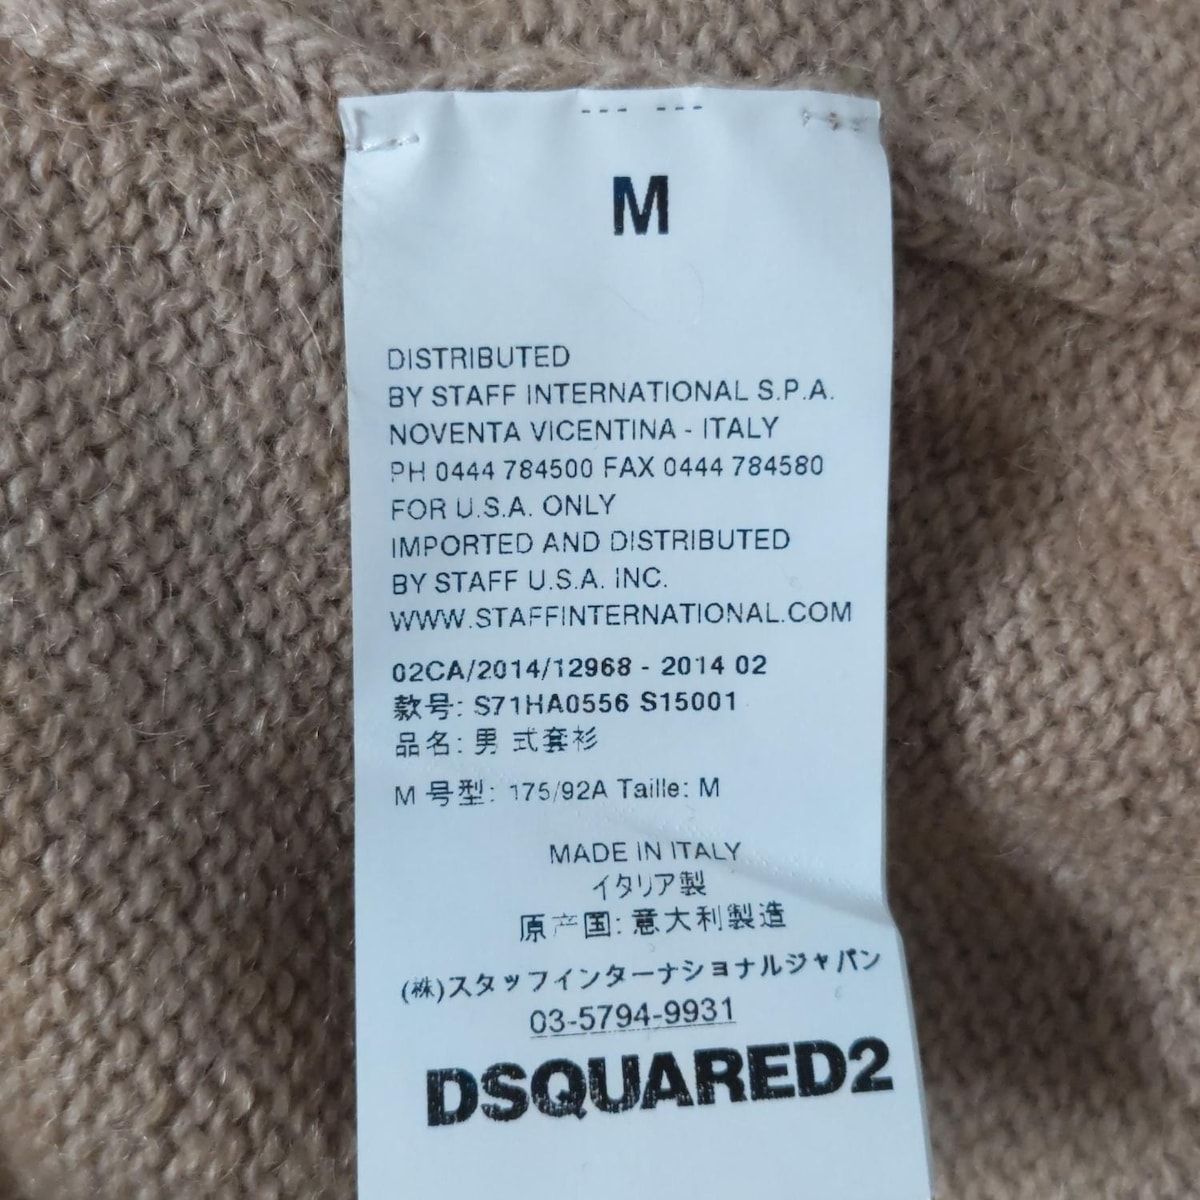 M
DISTRIBUTED
BY STAFF INTERNATIONAL S.P.A.
NOVENTA VICENTINA - ITALY
PH 0444 784500 FAX 0444 784580
FOR U.S.A. ONLY
IMPORTED AND DISTRIBUTED
BY STAFF U.S.A. INC.
WWW.STAFFINTERNATIONAL.COM
02CA/2014/12968 - 2014 02
款号: S71HA0556 S15001
品名: 男式套衫
M 号型: 175/92A Taille: M
MADE IN ITALY
イタリア製
原产国: 意大利製造
(株)スタッフインターナショナルジャパン
03-5794-9931
DSQUARED2